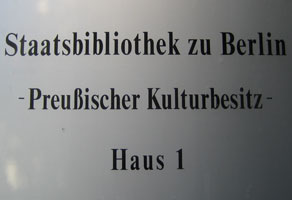 Staatsbibliothek zu Berlin
-Preußischer Kulturbesitz-
Haus 1